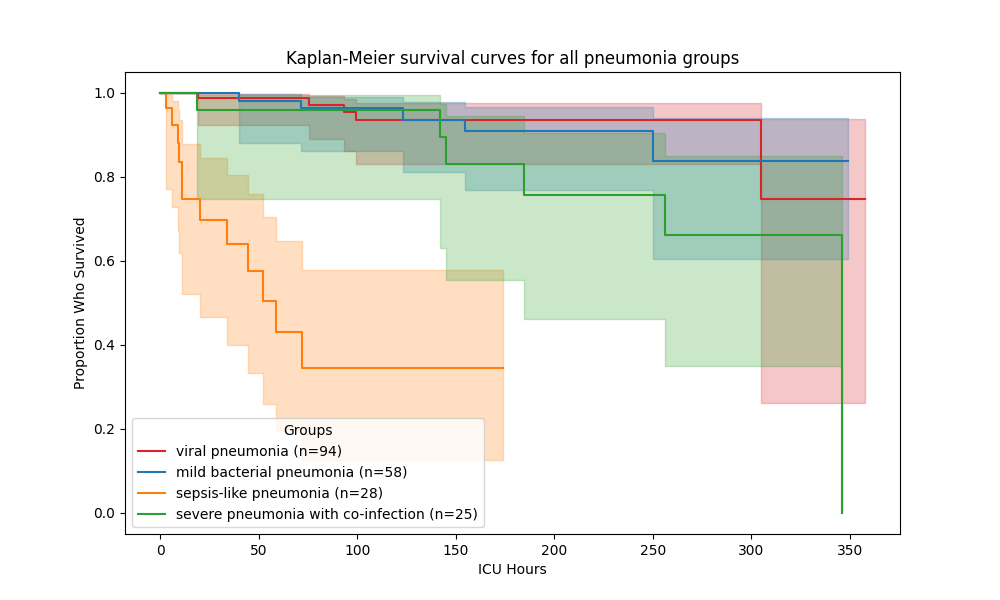 Kaplan-Meier survival curves for all pneumonia groups
Proportion Who Survived
1.0
0.8
0.6
0.4
0.2
0.0
Groups
viral pneumonia (n=94)
mild bacterial pneumonia (n=58)
sepsis-like pneumonia (n=28)
severe pneumonia with co-infection (n=25)
0 50 100 150 200 250 300 350
ICU Hours